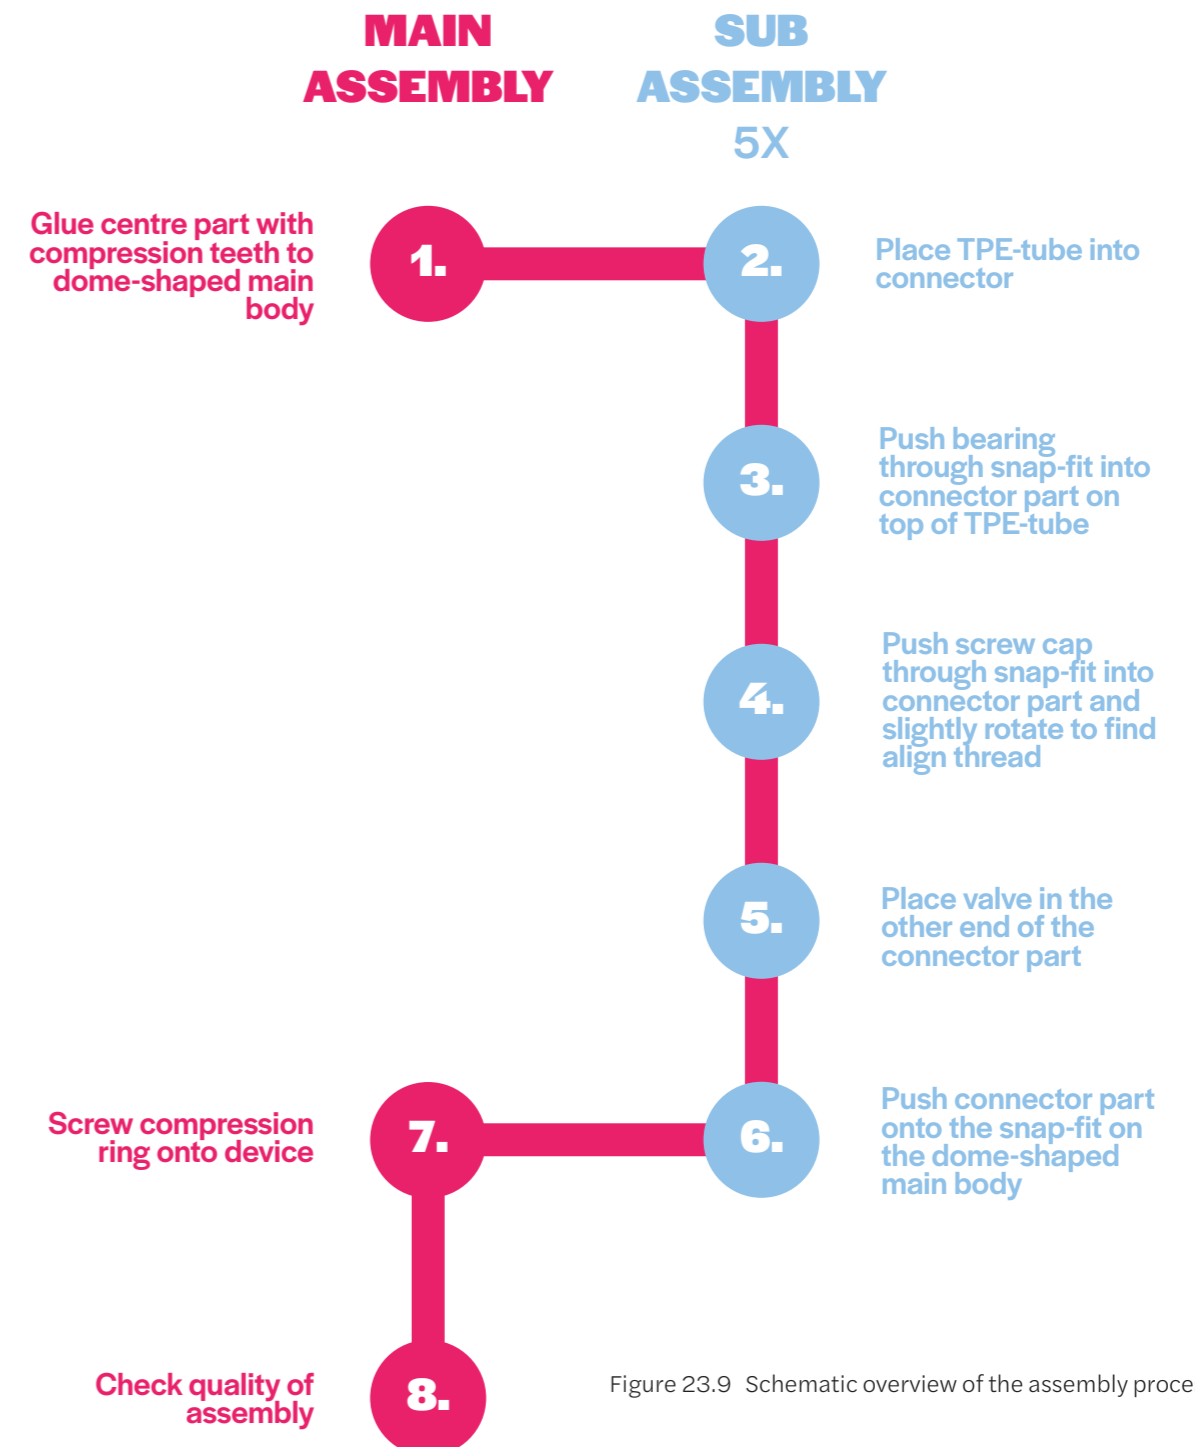 MAIN
ASSEMBLY
SUB
ASSEMBLY
5X
Glue centre part with
compression teeth to
dome-shaped main
body
1.
2.
Place TPE-tube into
connector
3.
Push bearing
through snap-fit into
connector part on
top of TPE-tube
4.
Push screw cap
through snap-fit into
connector part and
slightly rotate to find
align thread
5.
Place valve in the
other end of the
connector part
Screw compression
ring onto device
7.
6.
Push connector part
onto the snap-fit on
the dome-shaped
main body
Check quality of
assembly
8.
Figure 23.9 Schematic overview of the assembly proce